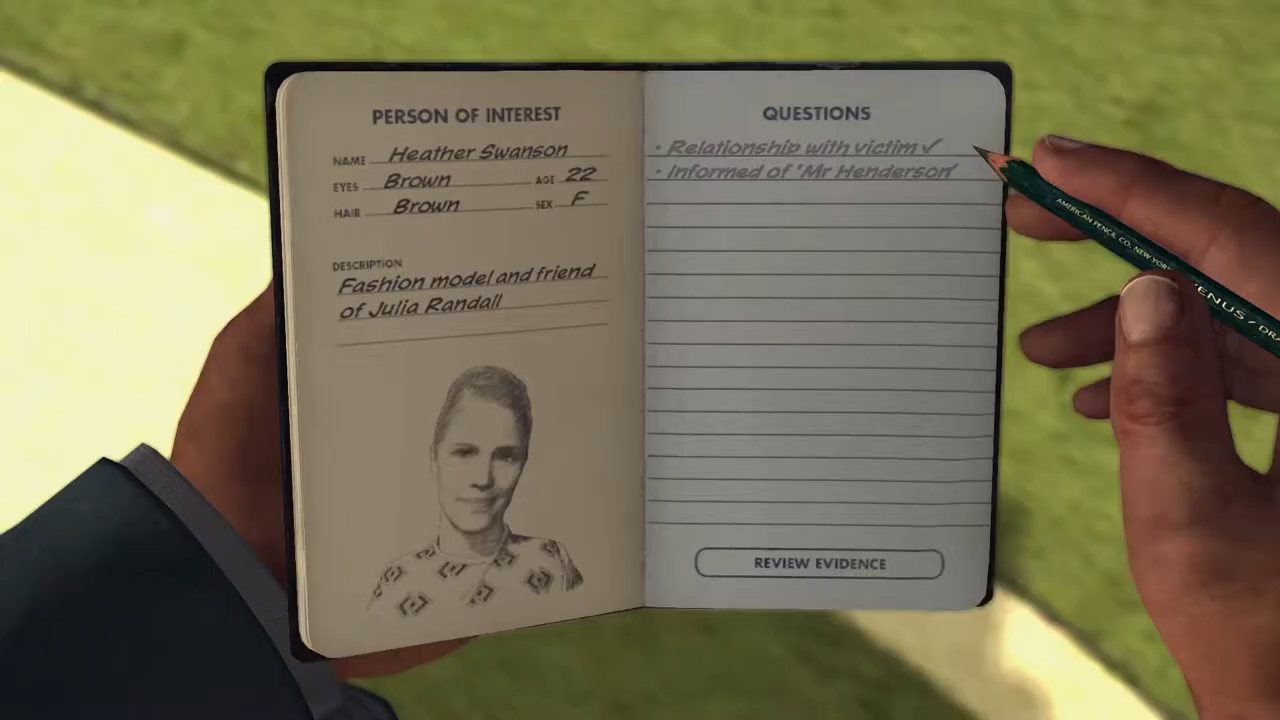 PERSON OF INTEREST
NAME Heather Swanson
EYES Brown AGE 22
HAIR Brown SEX F
DESCRIPTION
Fashion model and friend
of Julia Randall
QUESTIONS
• Relationship with victim ✓
• Informed of 'Mr Henderson'
REVIEW EVIDENCE
AMERICAN PENCIL CO. NEW YORK
VENUS / DRA